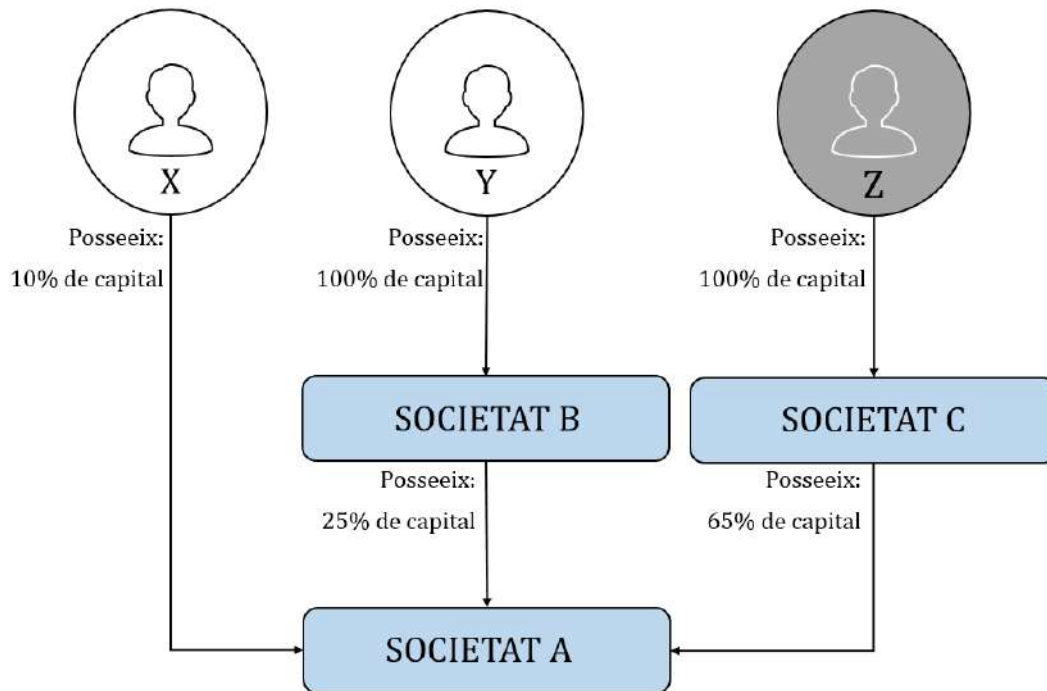 X
Y
Z
Posseeix:
10% de capital
Posseeix:
100% de capital
Posseeix:
100% de capital
SOCIETAT B
SOCIETAT C
Posseeix:
25% de capital
Posseeix:
65% de capital
SOCIETAT A